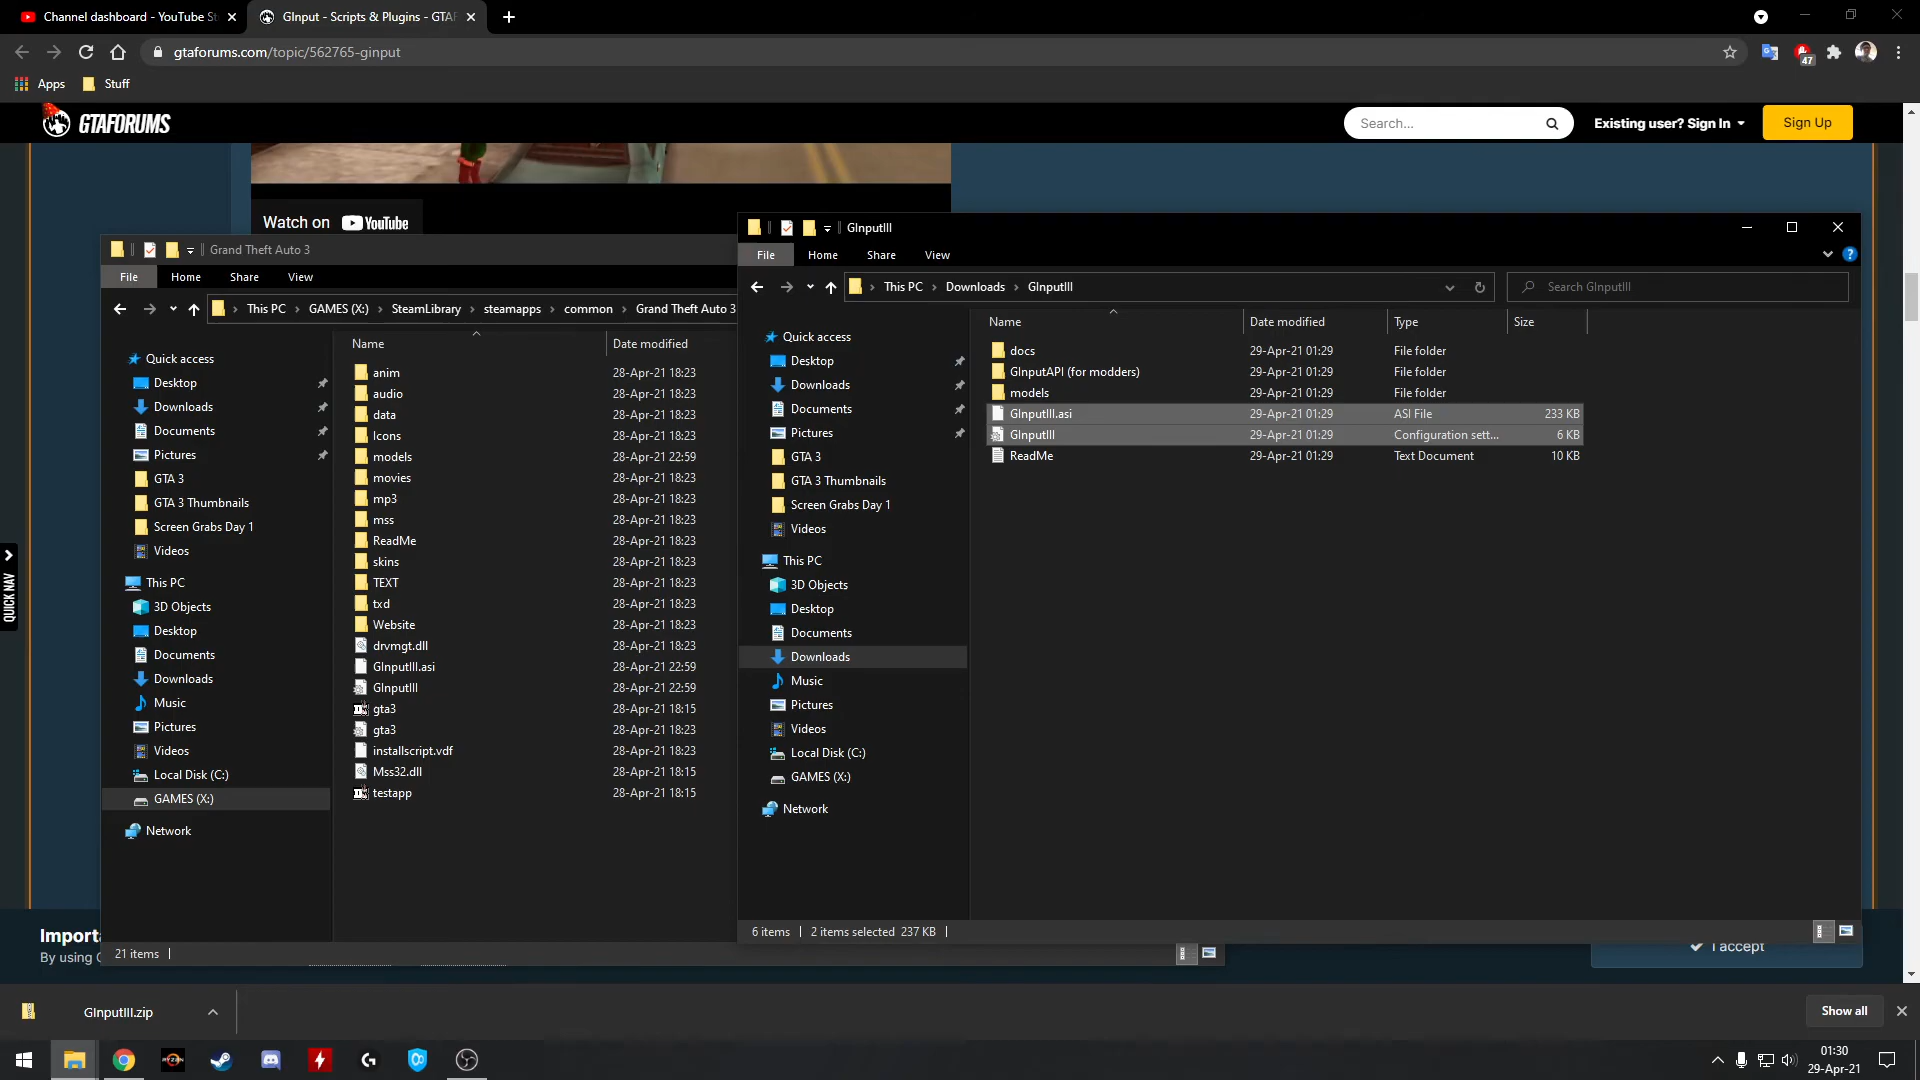 Channel dashboard - YouTube St
GInput - Scripts & Plugins - GTAF
gtaforums.com/topic/562765-ginput
47
Apps
Stuff
GTAFORUMS
Search...
Existing user? Sign In
Sign Up
Watch on YouTube
QUICK NAV
Grand Theft Auto 3
File
Home
Share
View
This PC
GAMES (X:)
SteamLibrary
steamapps
common
Grand Theft Auto 3
Quick access
Desktop
Downloads
Documents
Pictures
GTA 3
GTA 3 Thumbnails
Screen Grabs Day 1
Videos
This PC
3D Objects
Desktop
Documents
Downloads
Music
Pictures
Videos
Local Disk (C:)
GAMES (X:)
Network
Name Date modified
anim 28-Apr-21 18:23
audio 28-Apr-21 18:23
data 28-Apr-21 18:23
Icons 28-Apr-21 18:23
models 28-Apr-21 22:59
movies 28-Apr-21 18:23
mp3 28-Apr-21 18:23
mss 28-Apr-21 18:23
ReadMe 28-Apr-21 18:23
skins 28-Apr-21 18:23
TEXT 28-Apr-21 18:23
txd 28-Apr-21 18:23
Website 28-Apr-21 18:23
drvmgt.dll 28-Apr-21 18:23
GInputIII.asi 28-Apr-21 22:59
GInputIII 28-Apr-21 22:59
gta3 28-Apr-21 18:15
gta3 28-Apr-21 18:23
installscript.vdf 28-Apr-21 18:23
Mss32.dll 28-Apr-21 18:15
testapp 28-Apr-21 18:15
21 items
GInputIII
File
Home
Share
View
This PC
Downloads
GInputIII
Search GInputIII
Quick access
Desktop
Downloads
Documents
Pictures
GTA 3
GTA 3 Thumbnails
Screen Grabs Day 1
Videos
This PC
3D Objects
Desktop
Documents
Downloads
Music
Pictures
Videos
Local Disk (C:)
GAMES (X:)
Network
Name Date modified Type Size
docs 29-Apr-21 01:29 File folder
GInputAPI (for modders) 29-Apr-21 01:29 File folder
models 29-Apr-21 01:29 File folder
GInputIII.asi 29-Apr-21 01:29 ASI File 233 KB
GInputIII 29-Apr-21 01:29 Configuration sett... 6 KB
ReadMe 29-Apr-21 01:29 Text Document 10 KB
6 items 2 items selected 237 KB
Importa
By using G
I accept
GInputIII.zip
Show all
RYZEN
01:30
29-Apr-21